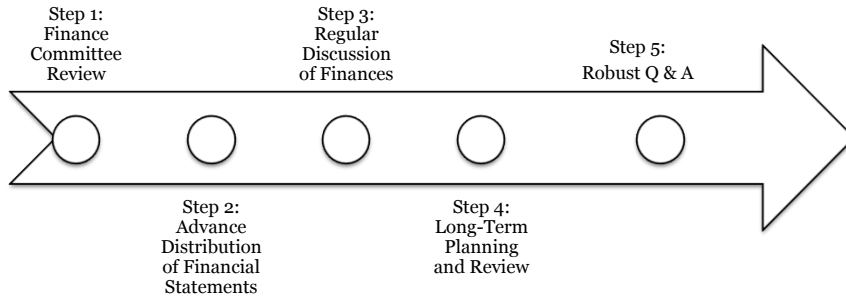 Step 1:
Finance
Committee
Review
Step 2:
Advance
Distribution
of Financial
Statements
Step 3:
Regular
Discussion
of Finances
Step 4:
Long-Term
Planning
and Review
Step 5:
Robust Q & A